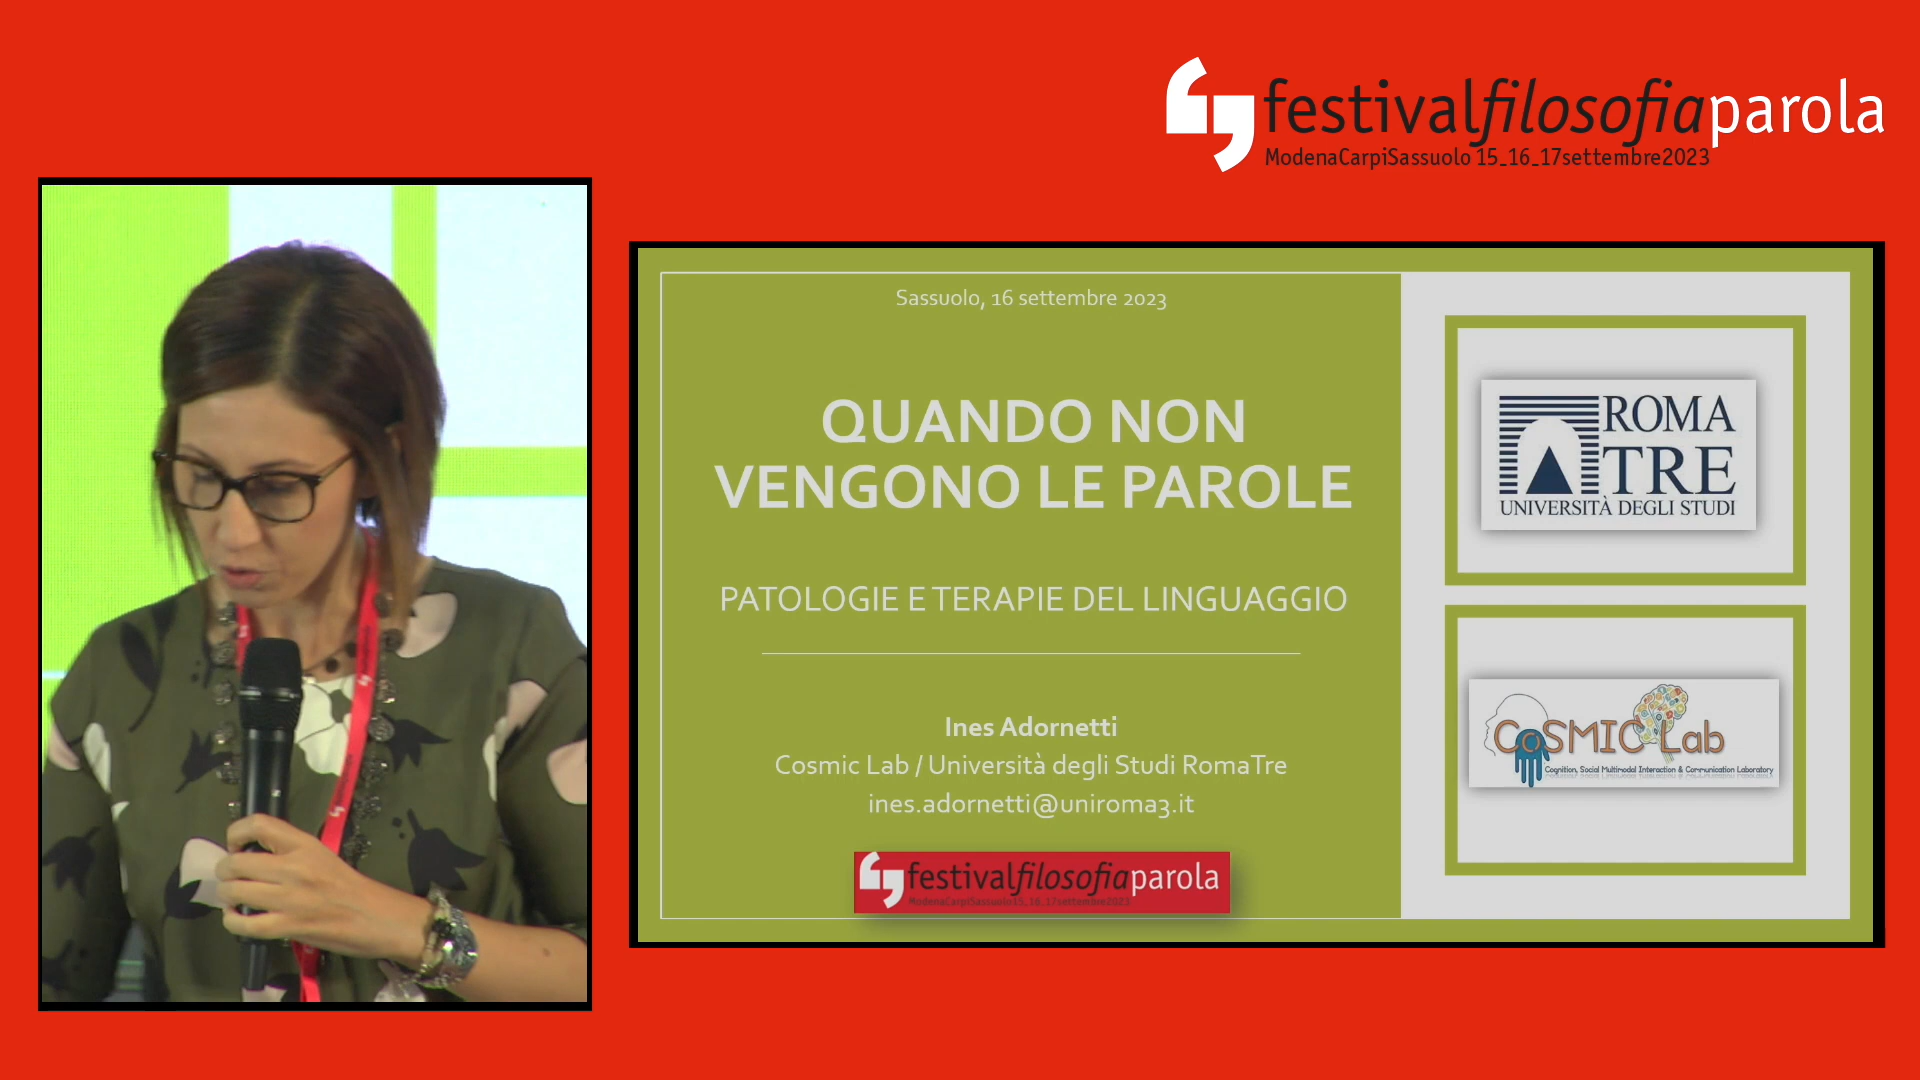 festivalfilosofiaparola
ModenaCarpiSassuolo 15_16_17settembre2023
Sassuolo, 16 settembre 2023
QUANDO NON
VENGONO LE PAROLE
PATOLOGIE E TERAPIE DEL LINGUAGGIO
Ines Adornetti
Cosmic Lab / Università degli Studi RomaTre
ines.adornetti@uniroma3.it
festivalfilosofiaparola
ModenaCarpiSassuolo15_16_17settembre2023
ROMA
TRE
UNIVERSITÀ DEGLI STUDI
CoSMIC Lab
Cognition, Social Multimodal Interaction & Communication Laboratory